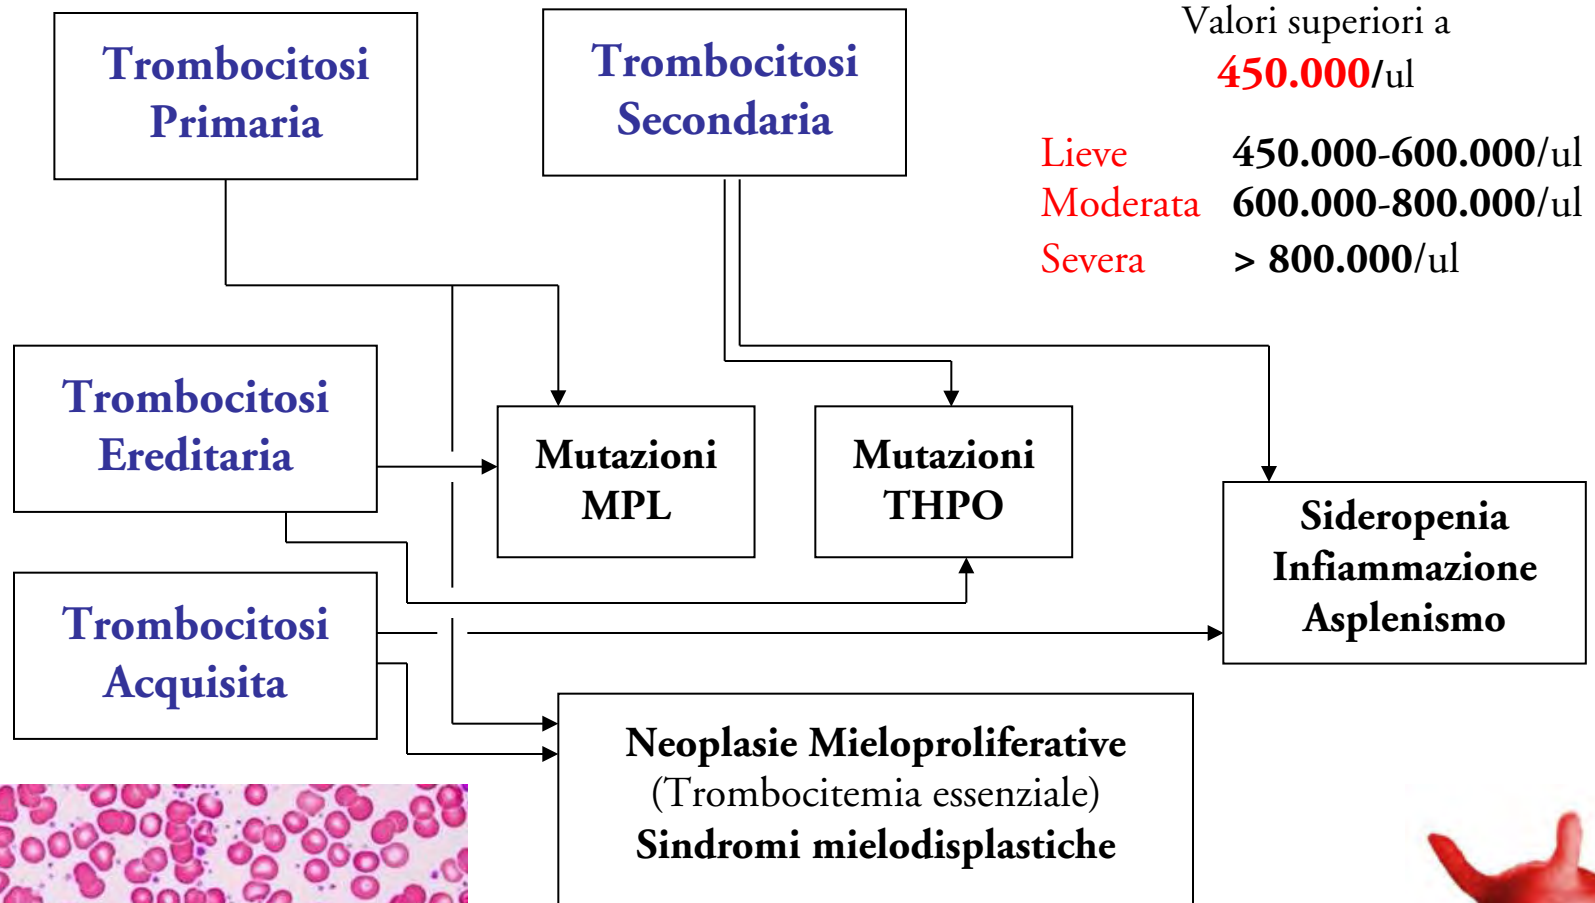 Trombocitosi
Primaria
Trombocitosi
Secondaria
Valori superiori a
450.000/ul
Lieve 450.000-600.000/ul
Moderata 600.000-800.000/ul
Severa > 800.000/ul
Trombocitosi
Ereditaria
Mutazioni
MPL
Mutazioni
THPO
Sideropenia
Infiammazione
Asplenismo
Trombocitosi
Acquisita
Neoplasie Mieloproliferative
(Trombocitemia essenziale)
Sindromi mielodisplastiche